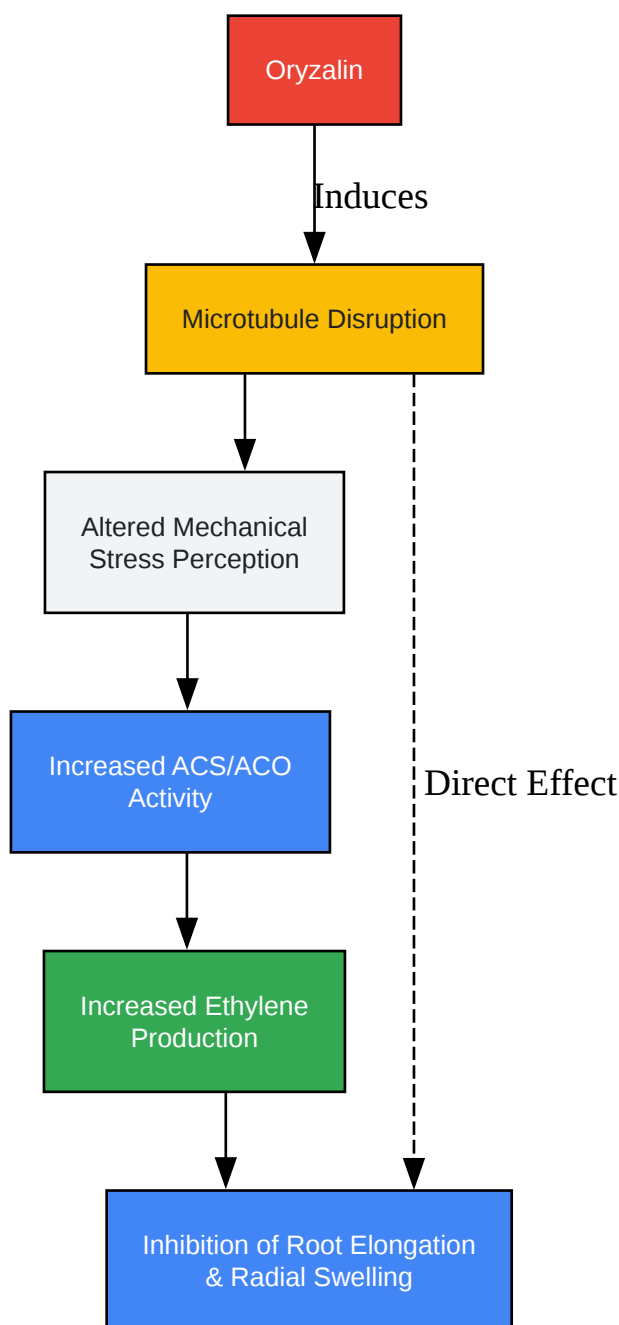 Oryzalin
Induces
Microtubule Disruption
Altered Mechanical
Stress Perception
Increased ACS/ACO
Activity
Direct Effect
Increased Ethylene
Production
Inhibition of Root Elongation
& Radial Swelling